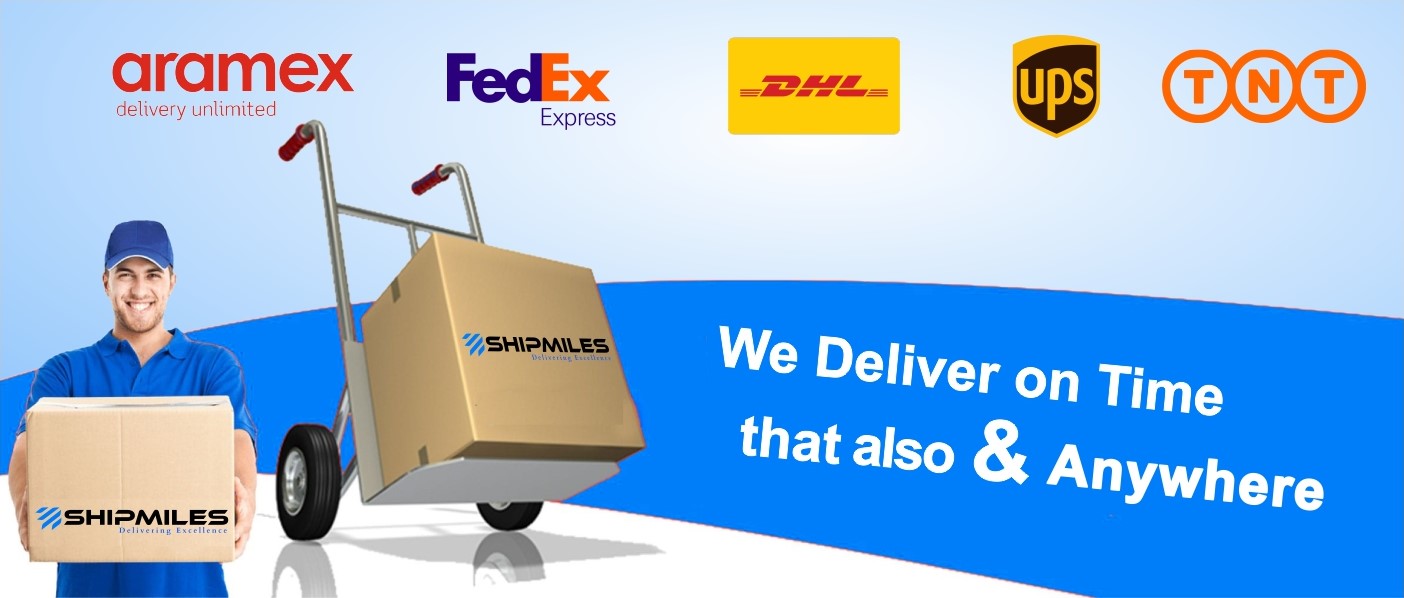 aramex
delivery unlimited
FedEx
Express
DHL
ups
TNT
SHIPMILES
Delivering Excellence
We Deliver on Time
that also & Anywhere
SHIPMILES
Delivering Excellence